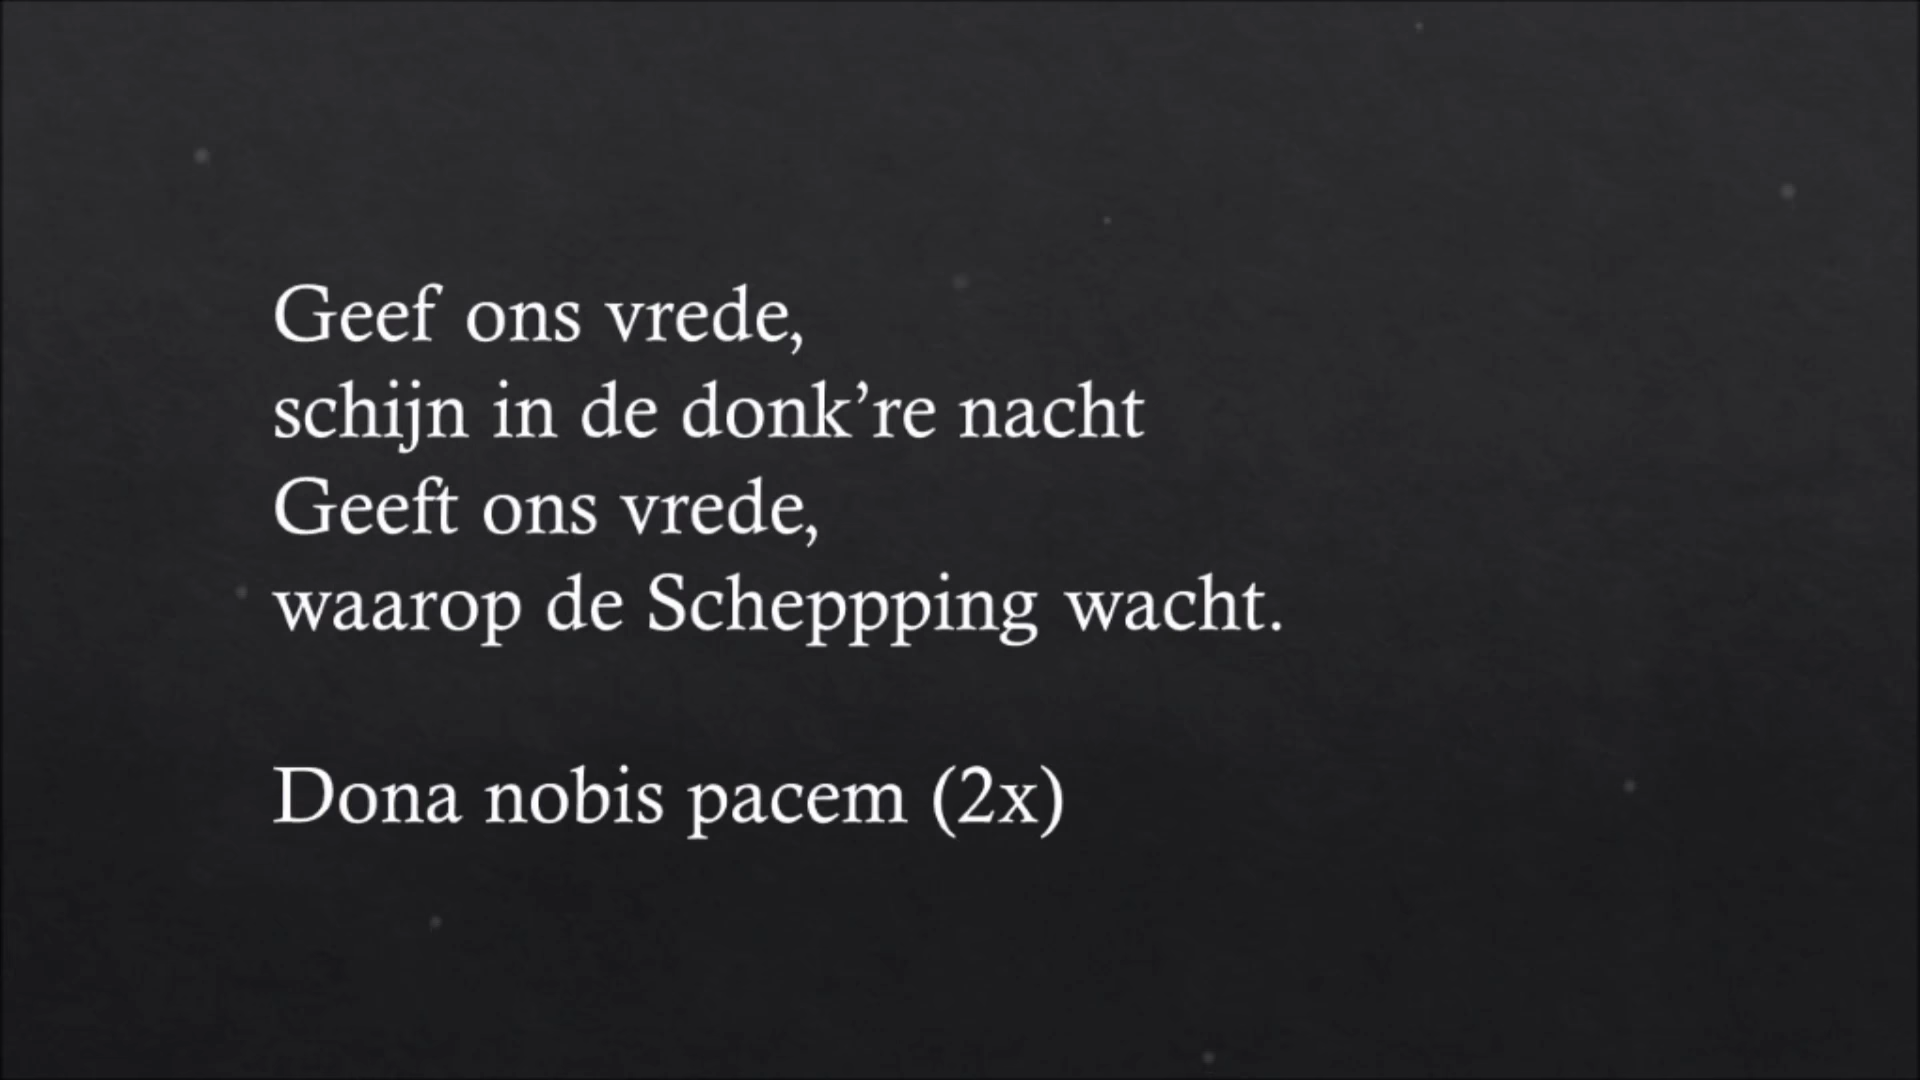 Geef ons vrede,
schijn in de donk’re nacht
Geeft ons vrede,
waarop de Scheppping wacht.
Dona nobis pacem (2x)